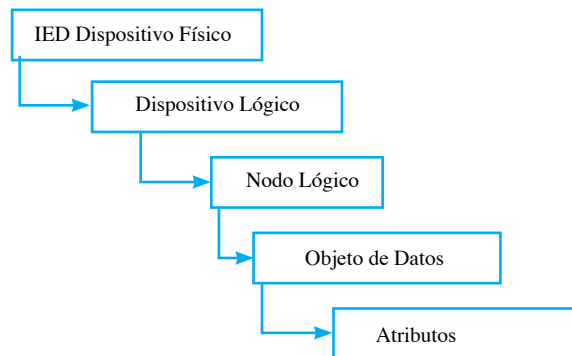 IED Dispositivo Físico
Dispositivo Lógico
Nodo Lógico
Objeto de Datos
Atributos